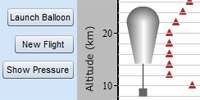 Launch Balloon
New Flight
Show Pressure
Altitude (km)
20
10